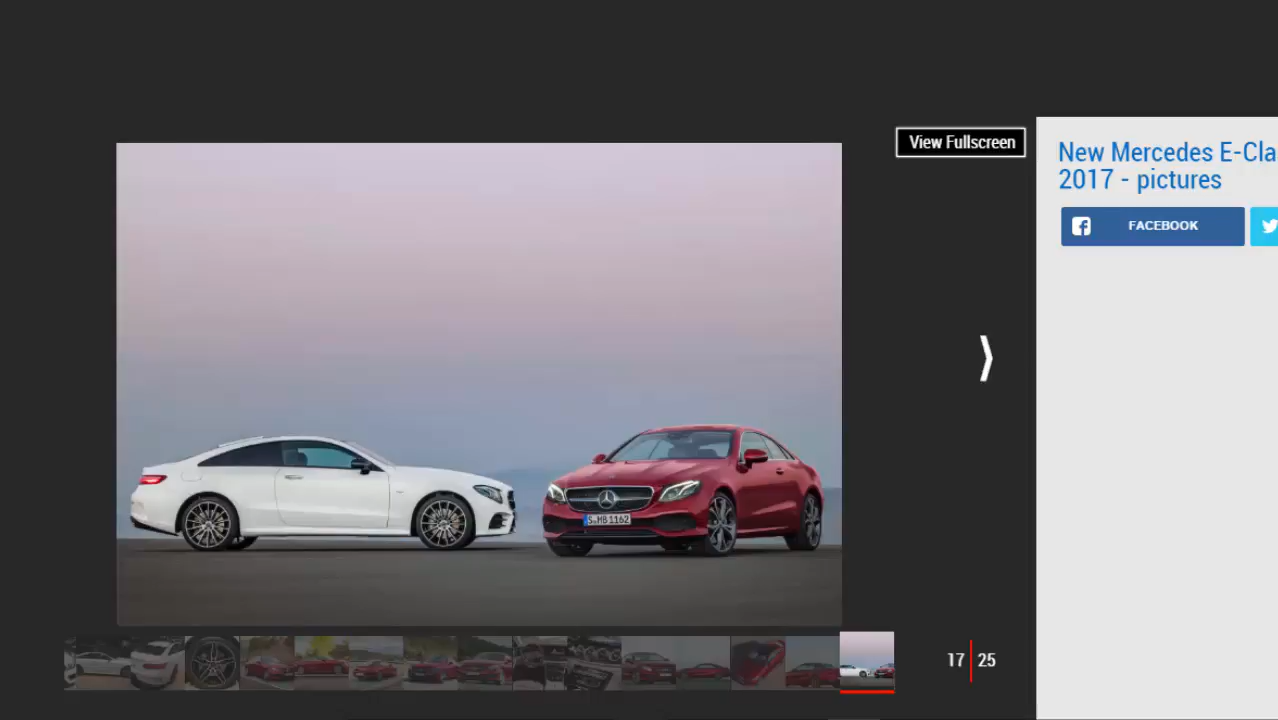 View Fullscreen
New Mercedes E-Cla
2017 - pictures
FACEBOOK
S MB 1162
17 25